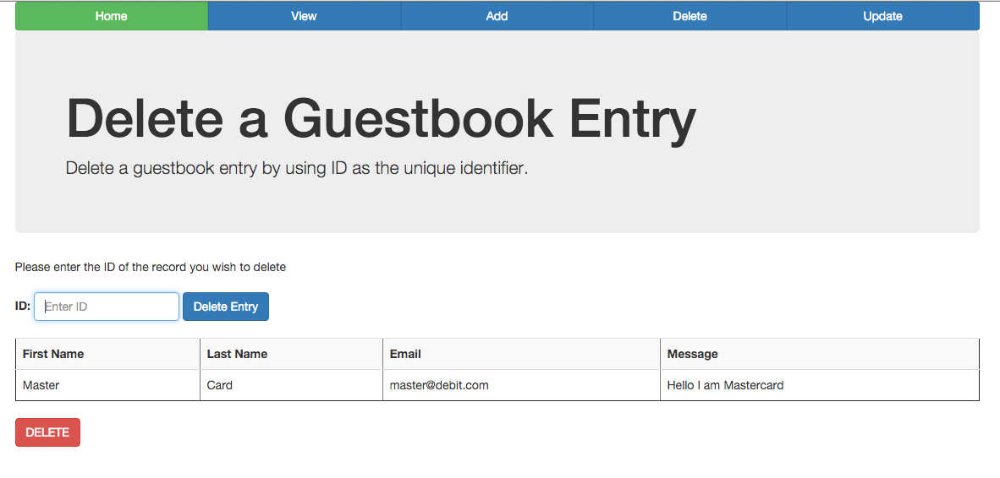 Home View Add Delete Update
Delete a Guestbook Entry
Delete a guestbook entry by using ID as the unique identifier.
Please enter the ID of the record you wish to delete
ID: Enter ID Delete Entry
First Name Last Name Email Message
Master Card master@debit.com Hello I am Mastercard
DELETE